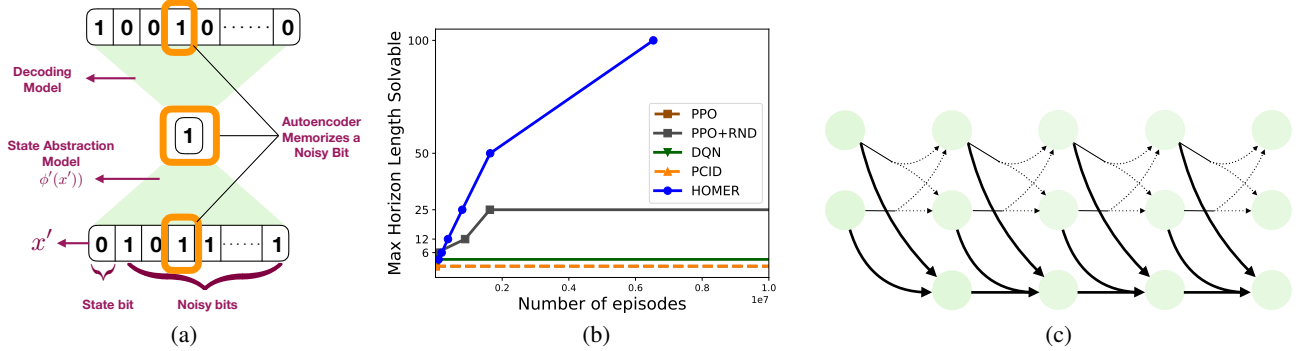 1 0 0 1 0 ······ 0
Decoding
Model
1
Autoencoder
Memorizes a
Noisy Bit
State Abstraction
Model
ϕ′(x′))
x′
0 1 0 1 1 ······ 1
State bit
Noisy bits
(a)
Max Horizon Length Solvable
100
50
25
12
6
PPO
PPO+RND
DQN
PCID
HOMER
0.2 0.4 0.6 0.8 1.0
1e7
Number of episodes
(b)
(c)